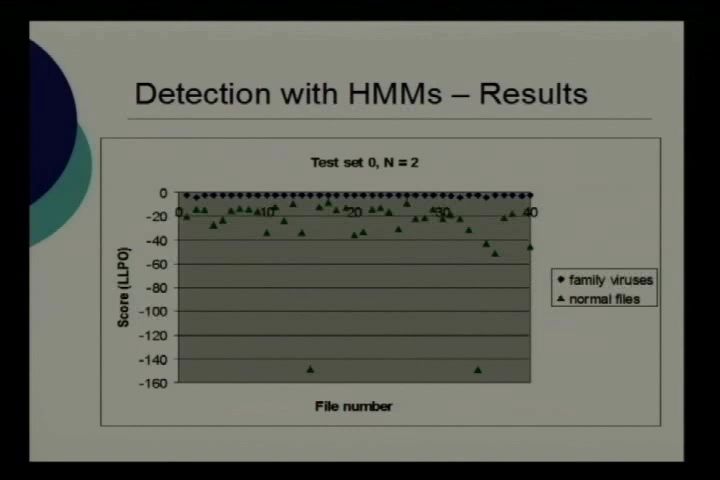 Detection with HMMs – Results
Test set 0, N = 2
0
-20
-40
-60
-80
-100
-120
-140
-160
0 10 20 30 40
Score (LLPO)
File number
family viruses
normal files